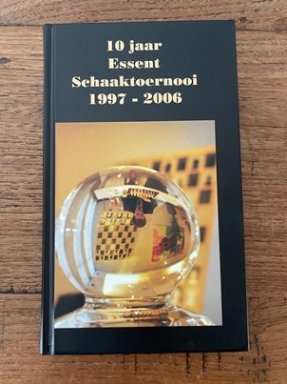 10 jaar
Essent
Schaaktoernooi
1997 - 2006